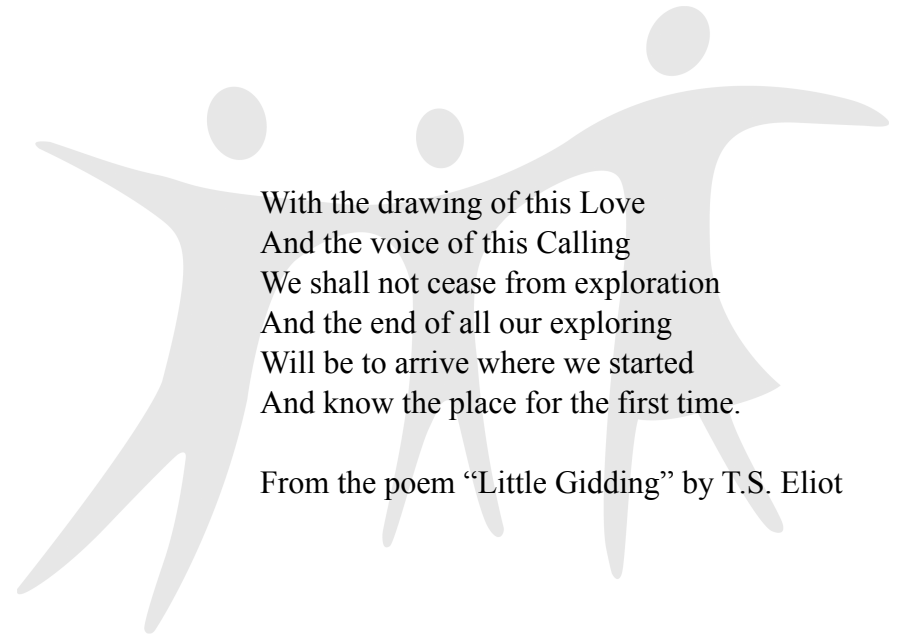 With the drawing of this Love
And the voice of this Calling
We shall not cease from exploration
And the end of all our exploring
Will be to arrive where we started
And know the place for the first time.
From the poem “Little Gidding” by T.S. Eliot